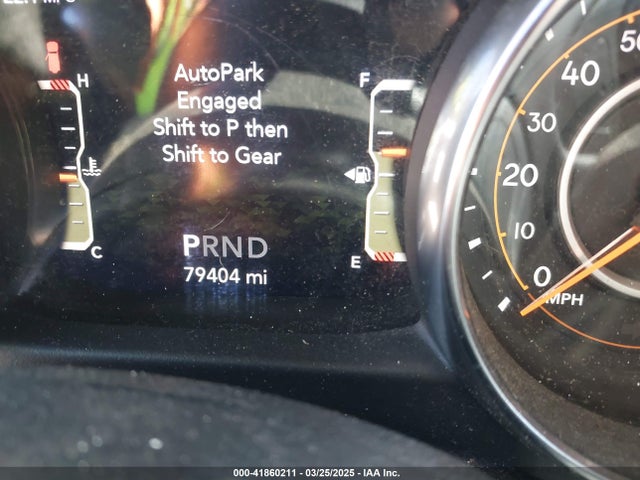 H
AutoPark
Engaged
Shift to P then
Shift to Gear
F
C
E
PRND
79404 mi
50
40
30
20
10
0
MPH
000-41860211 - 03/25/2025 - IAA Inc.